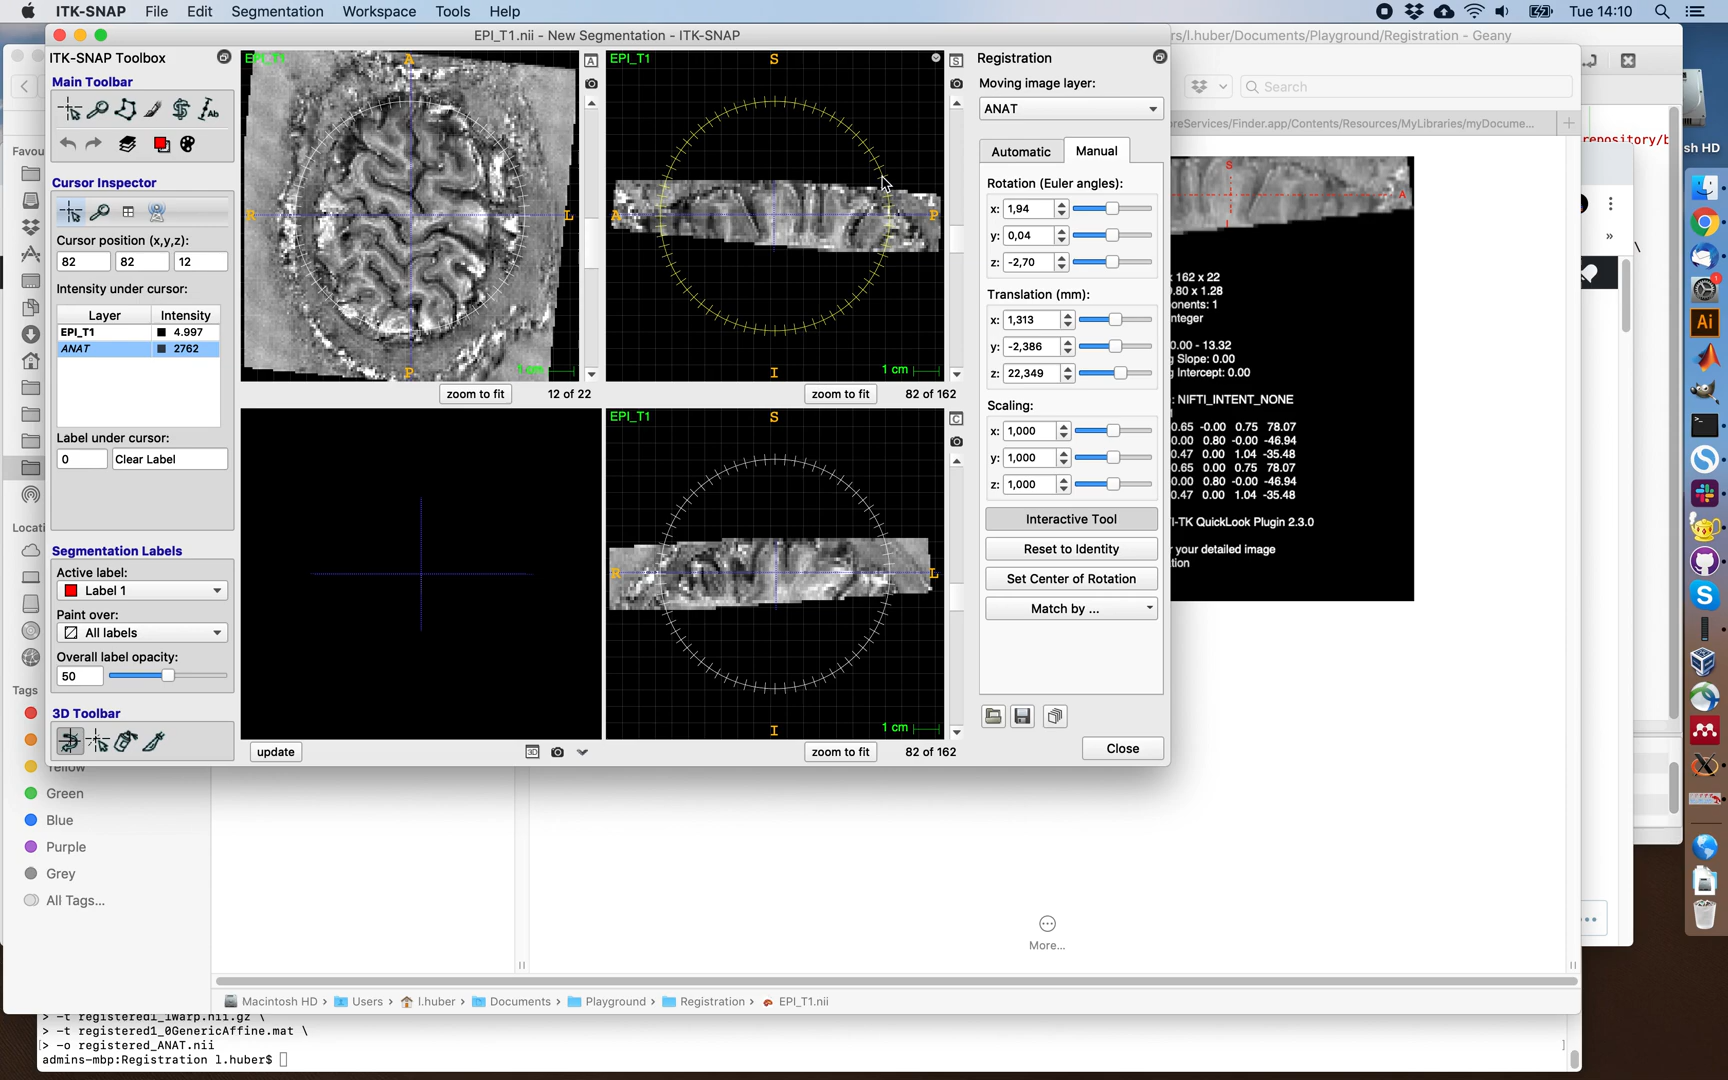 ITK-SNAP File Edit Segmentation Workspace Tools Help
Tue 14:10
EPI_T1.nii - New Segmentation - ITK-SNAP
rs/l.huber/Documents/Playground/Registration - Geany
ITK-SNAP Toolbox
Main Toolbar
Ab
Cursor Inspector
Cursor position (x,y,z):
82 82 12
Intensity under cursor:
Layer Intensity
EPI_T1 4.997
ANAT 2762
Label under cursor:
0 Clear Label
Segmentation Labels
Active label:
Label 1
Paint over:
All labels
Overall label opacity:
50
3D Toolbar
EPI_T1
A
R
L
P
zoom to fit
12 of 22
EPI_T1
S
A
P
I
1 cm
zoom to fit
82 of 162
update
3D
EPI_T1
S
R
L
I
1 cm
zoom to fit
82 of 162
A
S
C
Registration
Moving image layer:
ANAT
Automatic Manual
Rotation (Euler angles):
x: 1,94
y: 0,04
z: -2,70
Translation (mm):
x: 1,313
y: -2,386
z: 22,349
Scaling:
x: 1,000
y: 1,000
z: 1,000
Interactive Tool
Reset to Identity
Set Center of Rotation
Match by ...
Close
Search
oreServices/Finder.app/Contents/Resources/MyLibraries/myDocume...
repository/b
sh HD
S
A
I
x 162 x 22
.80 x 1.28
onents: 1
nteger
0.00 - 13.32
g Slope: 0.00
g Intercept: 0.00
: NIFTI_INTENT_NONE
0.65 -0.00 0.75 78.07
0.00 0.80 -0.00 -46.94
0.47 0.00 1.04 -35.48
0.65 0.00 0.75 78.07
0.00 0.80 -0.00 -46.94
0.47 0.00 1.04 -35.48
I-TK QuickLook Plugin 2.3.0
r your detailed image
tion
Favou
Locati
Tags
Yellow
Green
Blue
Purple
Grey
All Tags...
More...
Macintosh HD › Users › l.huber › Documents › Playground › Registration › EPI_T1.nii
> -t registered1_1Warp.nii.gz \
> -t registered1_0GenericAffine.mat \
[> -o registered_ANAT.nii ]
admins-mbp:Registration l.huber$
Ai
1